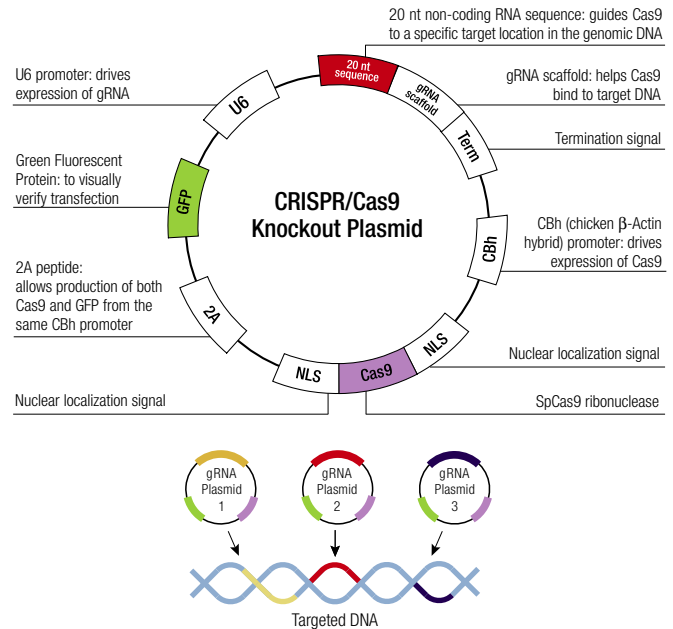 20 nt non-coding RNA sequence: guides Cas9
to a specific target location in the genomic DNA
U6 promoter: drives
expression of gRNA
gRNA scaffold: helps Cas9
bind to target DNA
Termination signal
Green Fluorescent
Protein: to visually
verify transfection
CBh (chicken β-Actin
hybrid) promoter: drives
expression of Cas9
2A peptide:
allows production of both
Cas9 and GFP from the
same CBh promoter
Nuclear localization signal
Nuclear localization signal
SpCas9 ribonuclease
20 nt
sequence
gRNA
scaffold
Term
CBh
NLS
Cas9
NLS
2A
GFP
U6
CRISPR/Cas9
Knockout Plasmid
gRNA
Plasmid
1
gRNA
Plasmid
2
gRNA
Plasmid
3
Targeted DNA